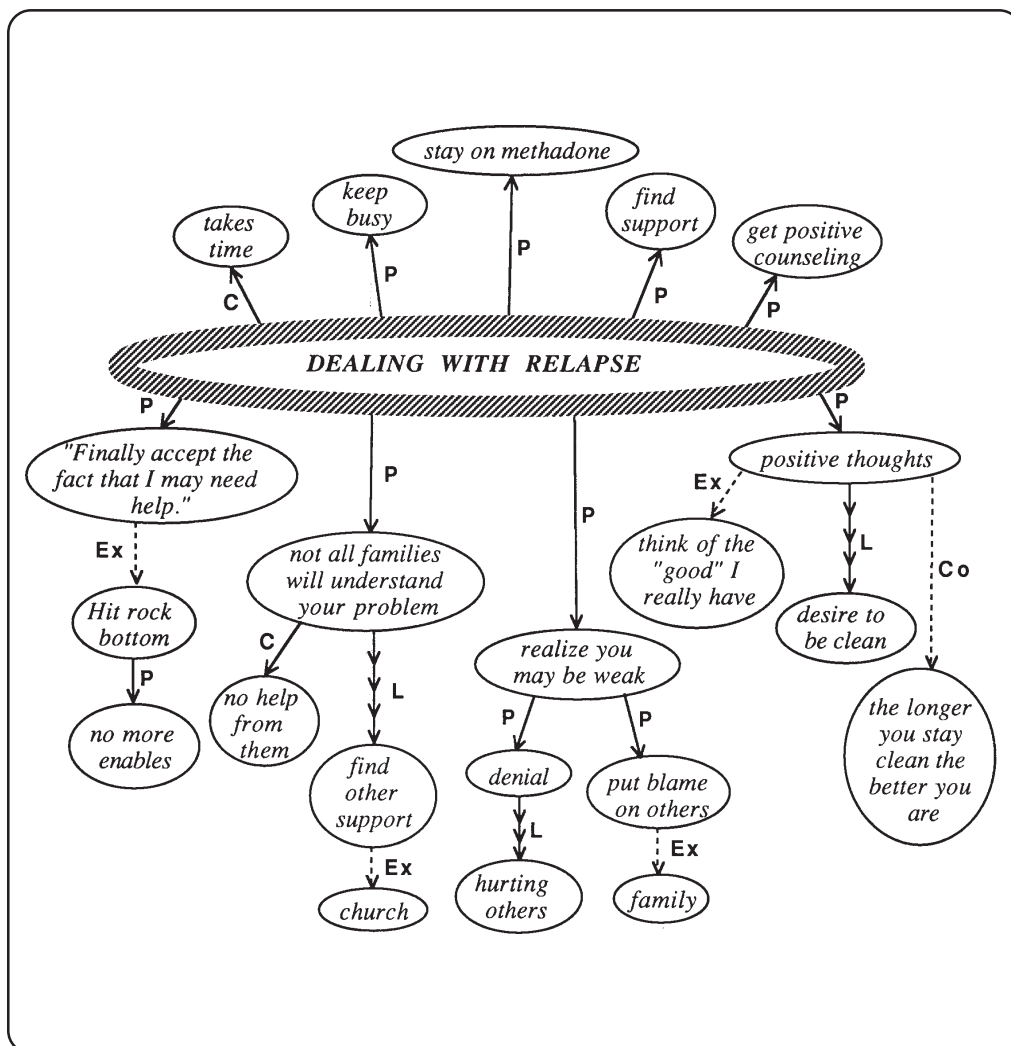 stay on methadone
keep
busy
find
support
takes
time
get positive
counseling
P
P
C
P
P
DEALING WITH RELAPSE
P
P
"Finally accept the
fact that I may need
help."
positive thoughts
P
Ex
P
Ex
not all families
will understand
your problem
think of the
"good" I
really have
L
Co
Hit rock
bottom
desire to
be clean
C
realize you
may be weak
P
L
no help
from
them
the longer
you stay
clean the
better you
are
no more
enables
P
P
find
other
support
denial
put blame
on others
L
Ex
Ex
church
hurting
others
family